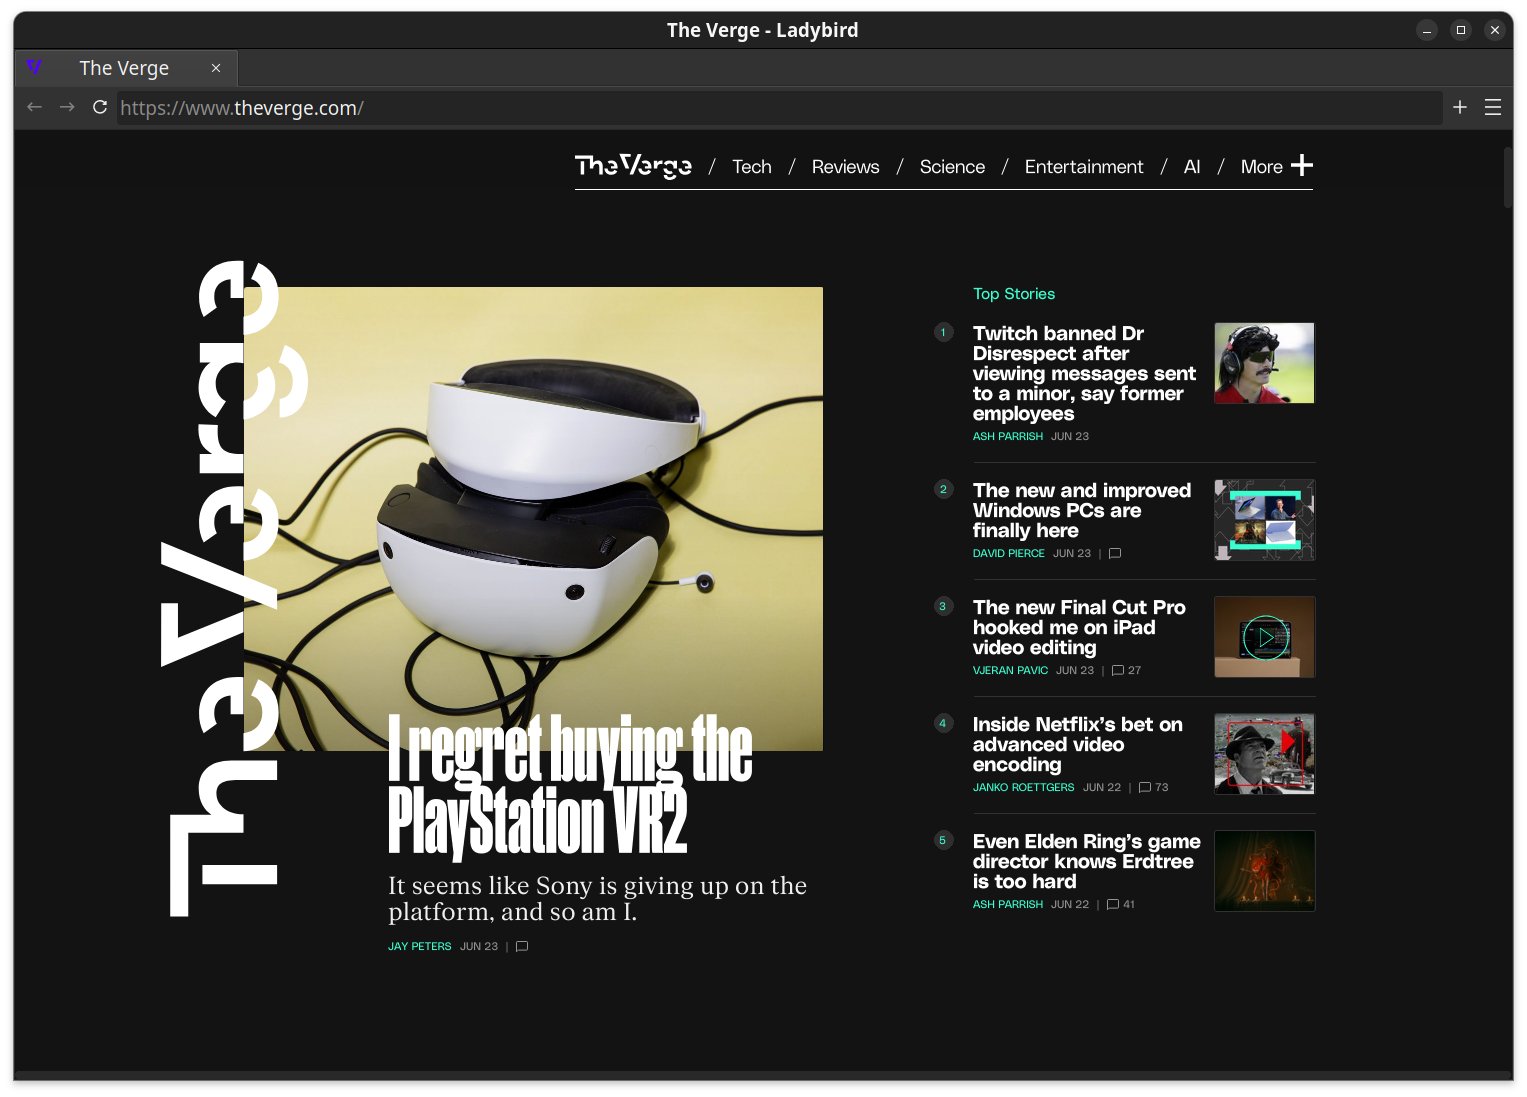 The Verge - Ladybird
The Verge
https://www.theverge.com/
The Verge / Tech / Reviews / Science / Entertainment / AI / More
The Verge
I regret buying the
PlayStation VR2
It seems like Sony is giving up on the
platform, and so am I.
JAY PETERS JUN 23 |
Top Stories
1
Twitch banned Dr
Disrespect after
viewing messages sent
to a minor, say former
employees
ASH PARRISH JUN 23
2
The new and improved
Windows PCs are
finally here
DAVID PIERCE JUN 23 |
3
The new Final Cut Pro
hooked me on iPad
video editing
VJERAN PAVIC JUN 23 | 27
4
Inside Netflix’s bet on
advanced video
encoding
JANKO ROETTGERS JUN 22 | 73
5
Even Elden Ring’s game
director knows Erdtree
is too hard
ASH PARRISH JUN 22 | 41